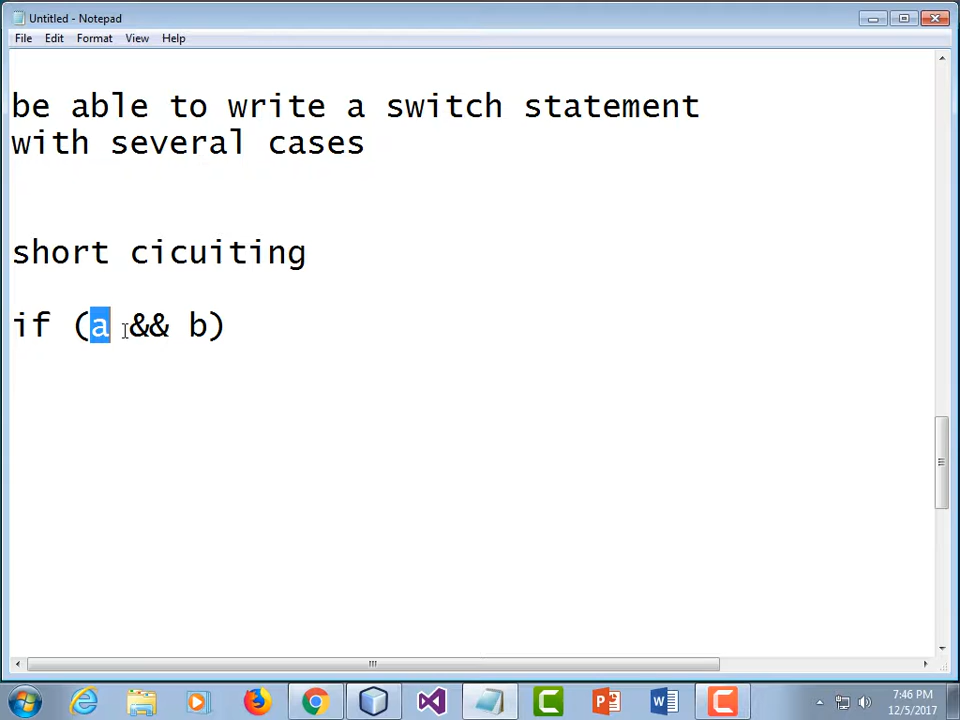 Untitled - Notepad
File Edit Format View Help
be able to write a switch statement
with several cases
short cicuiting
if (a && b)
7:46 PM
12/5/2017